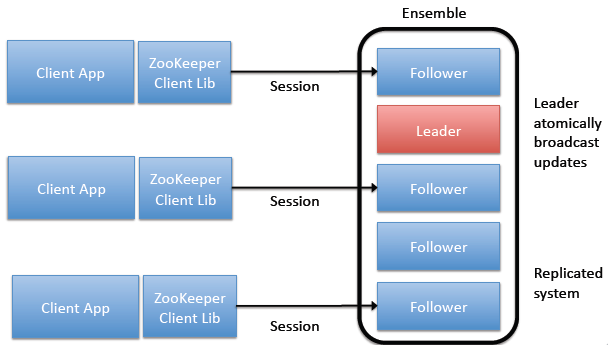 Ensemble
Client App
ZooKeeper
Client Lib
Session
Follower
Leader
Leader
atomically
broadcast
updates
Client App
ZooKeeper
Client Lib
Session
Follower
Follower
Client App
ZooKeeper
Client Lib
Session
Follower
Replicated
system